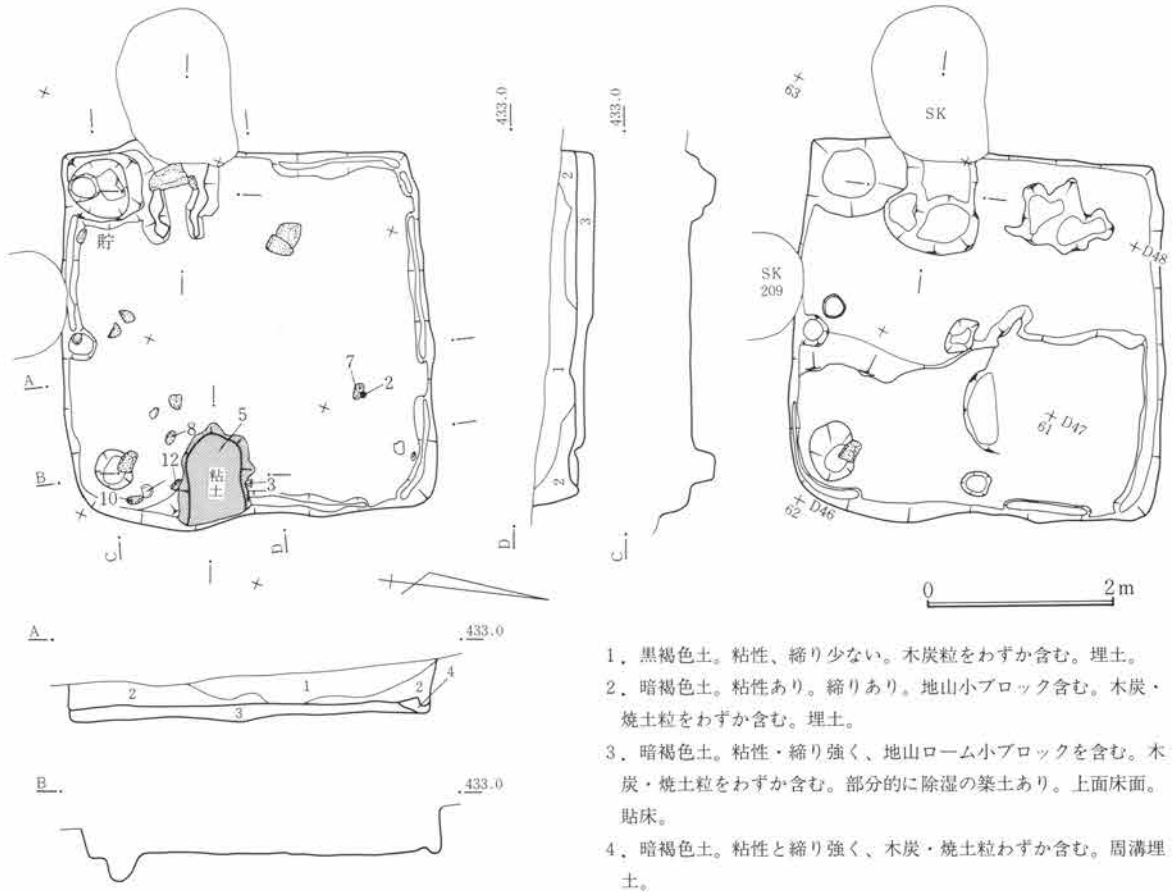 433.0
433.0
63
SK
貯
D48
SK
209
A
7
2
5
8
12
粘土
3
B
10
61 D47
62 D46
C
D
D
C
2
3
1
2
0 2m
A
433.0
2
1
2
4
3
B
433.0
1．黒褐色土。粘性、締り少ない。木炭粒をわずか含む。埋土。
2．暗褐色土。粘性あり。締りあり。地山小ブロック含む。木炭・
焼土粒をわずか含む。埋土。
3．暗褐色土。粘性・締り強く、地山ローム小ブロックを含む。木
炭・焼土粒をわずか含む。部分的に除湿の築土あり。上面床面。
貼床。
4．暗褐色土。粘性と締り強く、木炭・焼土粒わずか含む。周溝埋
土。